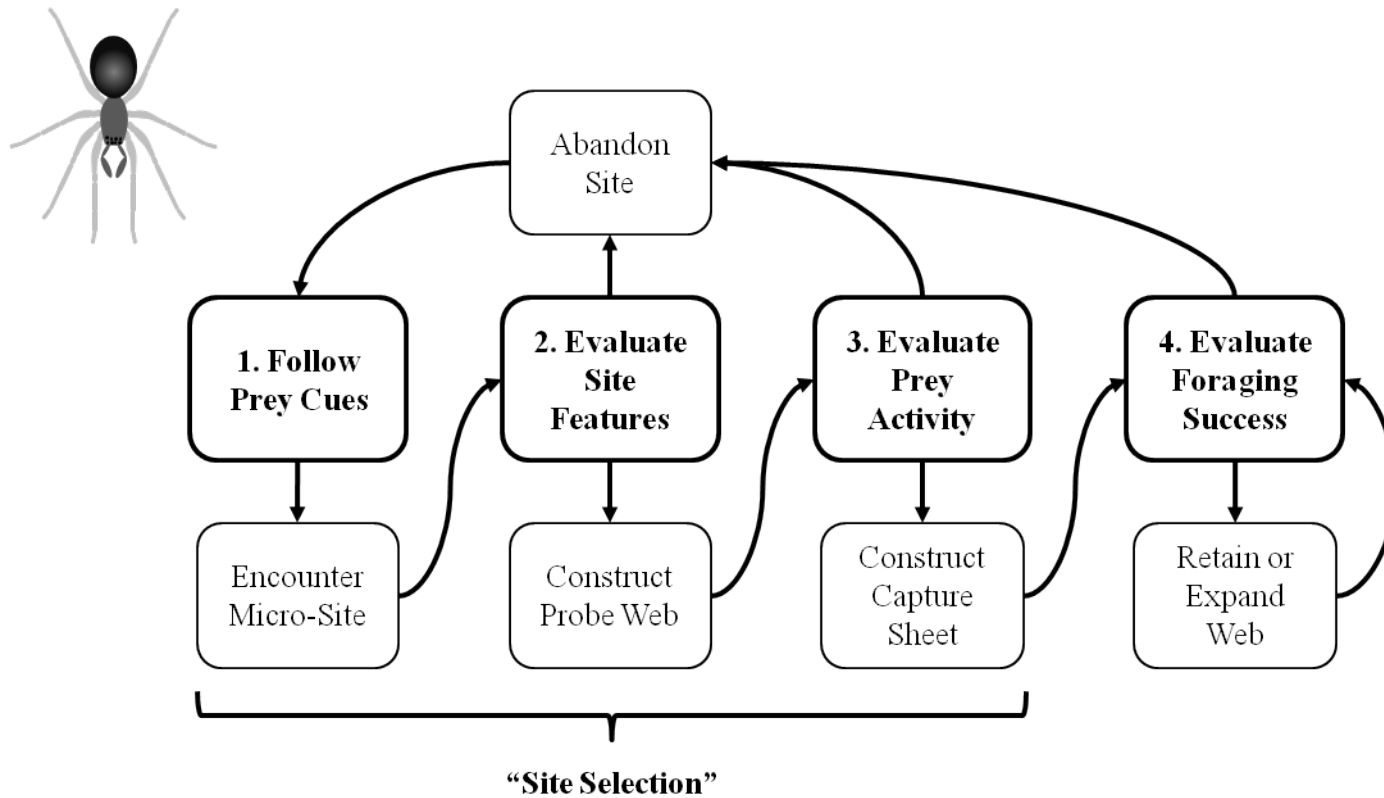 Abandon
Site
1. Follow
Prey Cues
2. Evaluate
Site
Features
3. Evaluate
Prey
Activity
4. Evaluate
Foraging
Success
Encounter
Micro-Site
Construct
Probe Web
Construct
Capture
Sheet
Retain or
Expand
Web
“Site Selection”